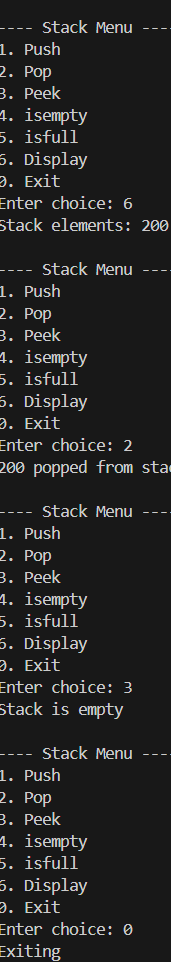 ---- Stack Menu ----
1. Push
2. Pop
3. Peek
4. isempty
5. isfull
6. Display
0. Exit
Enter choice: 6
Stack elements: 200

---- Stack Menu ----
1. Push
2. Pop
3. Peek
4. isempty
5. isfull
6. Display
0. Exit
Enter choice: 2
200 popped from

---- Stack Menu ----
1. Push
2. Pop
3. Peek
4. isempty
5. isfull
6. Display
0. Exit
Enter choice: 3
Stack is empty

---- Stack Menu ----
1. Push
2. Pop
3. Peek
4. isempty
5. isfull
6. Display
0. Exit
Enter choice: 0
Exiting